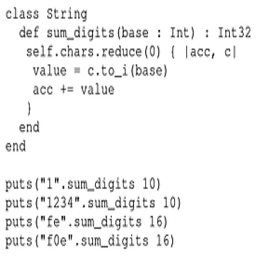 class String
  def sum_digits(base : Int) : Int32
    self.chars.reduce(0) { |acc, c|
      value = c.to_i(base)
      acc += value
    }
  end
end

puts("1".sum_digits 10)
puts("1234".sum_digits 10)
puts("fe".sum_digits 16)
puts("f0e".sum_digits 16)